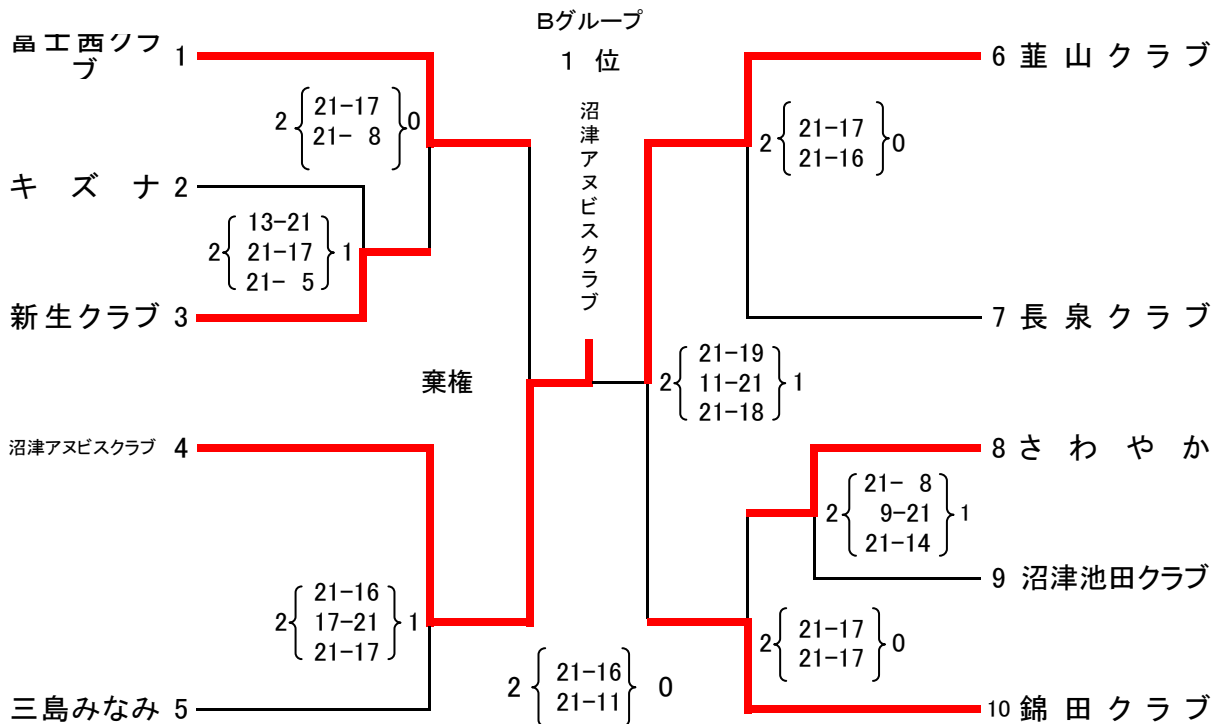 Bグループ
1 位
沼津アヌビスクラブ
富士西クラ
ブ 1
2 21-17 0
21- 8
キ ズ ナ 2
13-21
2 21-17 1
21- 5
新生クラブ 3
棄権
沼津アヌビスクラブ 4
21-16
2 17-21 1
21-17
三島みなみ 5
6 韮山クラブ
2 21-17 0
21-16
7 長泉クラブ
21-19
2 11-21 1
21-18
8 さわやか
21- 8
2 9-21 1
21-14
9 沼津池田クラブ
2 21-17 0
21-17
10 錦田クラブ
2 21-16 0
21-11